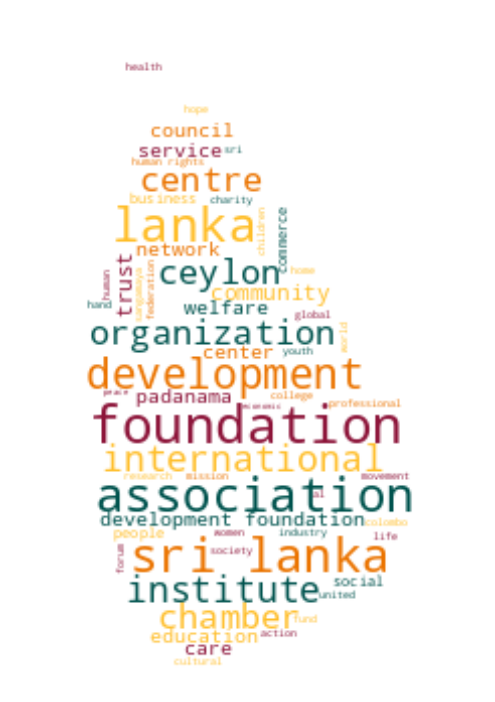 health
hope
council
service sri
human rights
centre
business charity
lanka
children
commerce
network
trust
federation
sangamaya
human
ceylon
home
community
hand
welfare
global
organization
world
center youth
development
peace
padanama
college
economic
professional
foundation
international
research mission
movement
association
al
development foundation
colombo
people
women
industry
life
forum
society
sri lanka
institute
social
united
chamber
fund
education
action
care
cultural